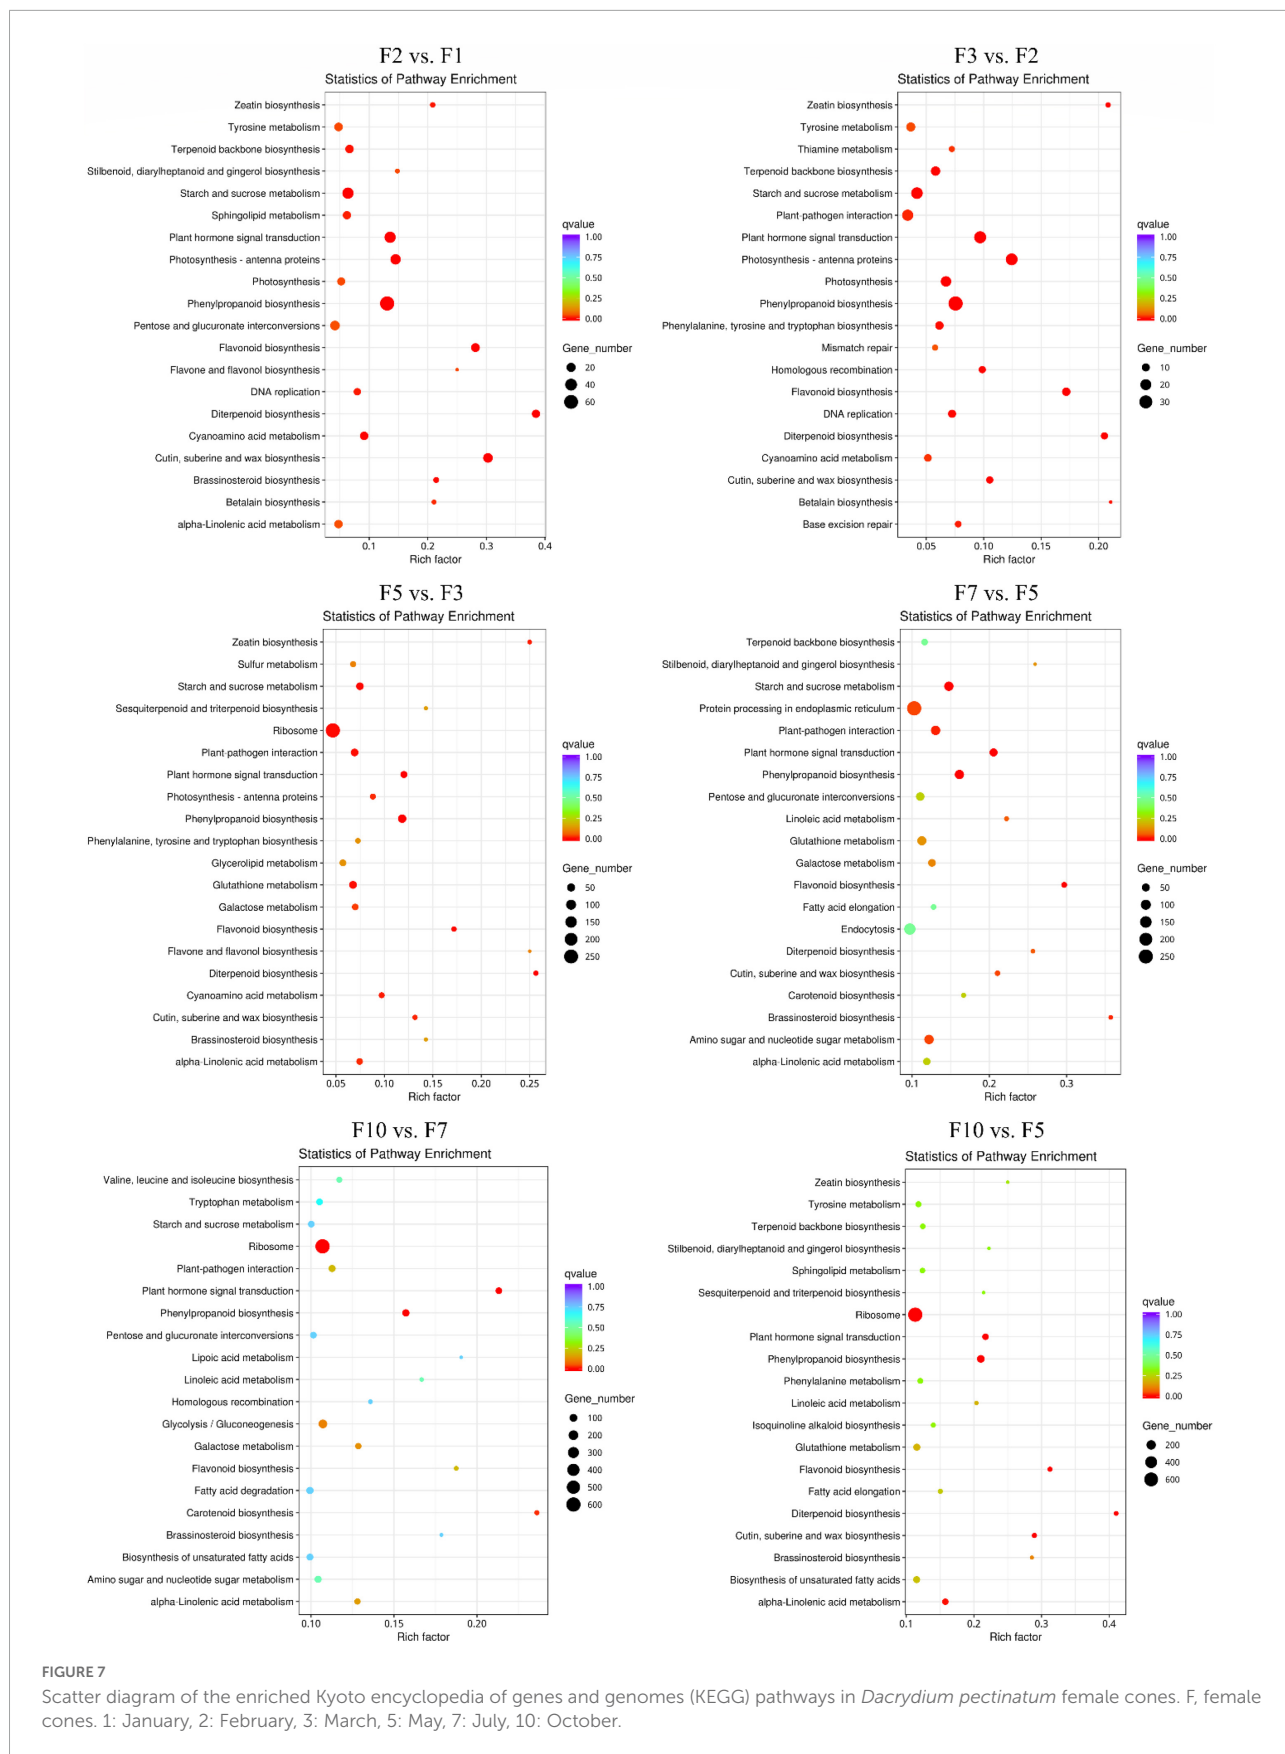 F2 vs. F1
Statistics of Pathway Enrichment
Zeatin biosynthesis
Tyrosine metabolism
Terpenoid backbone biosynthesis
Stilbenoid, diarylheptanoid and gingerol biosynthesis
Starch and sucrose metabolism
Sphingolipid metabolism
Plant hormone signal transduction
Photosynthesis - antenna proteins
Photosynthesis
Phenylpropanoid biosynthesis
Pentose and glucuronate interconversions
Flavonoid biosynthesis
Flavone and flavonol biosynthesis
DNA replication
Diterpenoid biosynthesis
Cyanoamino acid metabolism
Cutin, suberine and wax biosynthesis
Brassinosteroid biosynthesis
Betalain biosynthesis
alpha-Linolenic acid metabolism
0.1 0.2 0.3 0.4
Rich factor
qvalue
1.00
0.75
0.50
0.25
0.00
Gene_number
20
40
60
F3 vs. F2
Statistics of Pathway Enrichment
Zeatin biosynthesis
Tyrosine metabolism
Thiamine metabolism
Terpenoid backbone biosynthesis
Starch and sucrose metabolism
Plant-pathogen interaction
Plant hormone signal transduction
Photosynthesis - antenna proteins
Photosynthesis
Phenylpropanoid biosynthesis
Phenylalanine, tyrosine and tryptophan biosynthesis
Mismatch repair
Homologous recombination
Flavonoid biosynthesis
DNA replication
Diterpenoid biosynthesis
Cyanoamino acid metabolism
Cutin, suberine and wax biosynthesis
Betalain biosynthesis
Base excision repair
0.05 0.10 0.15 0.20
Rich factor
qvalue
1.00
0.75
0.50
0.25
0.00
Gene_number
10
20
30
F5 vs. F3
Statistics of Pathway Enrichment
Zeatin biosynthesis
Sulfur metabolism
Starch and sucrose metabolism
Sesquiterpenoid and triterpenoid biosynthesis
Ribosome
Plant-pathogen interaction
Plant hormone signal transduction
Photosynthesis - antenna proteins
Phenylpropanoid biosynthesis
Phenylalanine, tyrosine and tryptophan biosynthesis
Glycerolipid metabolism
Glutathione metabolism
Galactose metabolism
Flavonoid biosynthesis
Flavone and flavonol biosynthesis
Diterpenoid biosynthesis
Cyanoamino acid metabolism
Cutin, suberine and wax biosynthesis
Brassinosteroid biosynthesis
alpha-Linolenic acid metabolism
0.05 0.10 0.15 0.20 0.25
Rich factor
qvalue
1.00
0.75
0.50
0.25
0.00
Gene_number
50
100
150
200
250
F7 vs. F5
Statistics of Pathway Enrichment
Terpenoid backbone biosynthesis
Stilbenoid, diarylheptanoid and gingerol biosynthesis
Starch and sucrose metabolism
Protein processing in endoplasmic reticulum
Plant-pathogen interaction
Plant hormone signal transduction
Phenylpropanoid biosynthesis
Pentose and glucuronate interconversions
Linoleic acid metabolism
Glutathione metabolism
Galactose metabolism
Flavonoid biosynthesis
Fatty acid elongation
Endocytosis
Diterpenoid biosynthesis
Cutin, suberine and wax biosynthesis
Carotenoid biosynthesis
Brassinosteroid biosynthesis
Amino sugar and nucleotide sugar metabolism
alpha-Linolenic acid metabolism
0.1 0.2 0.3
Rich factor
qvalue
1.00
0.75
0.50
0.25
0.00
Gene_number
50
100
150
200
250
F10 vs. F7
Statistics of Pathway Enrichment
Valine, leucine and isoleucine biosynthesis
Tryptophan metabolism
Starch and sucrose metabolism
Ribosome
Plant-pathogen interaction
Plant hormone signal transduction
Phenylpropanoid biosynthesis
Pentose and glucuronate interconversions
Lipoic acid metabolism
Linoleic acid metabolism
Homologous recombination
Glycolysis / Gluconeogenesis
Galactose metabolism
Flavonoid biosynthesis
Fatty acid degradation
Carotenoid biosynthesis
Brassinosteroid biosynthesis
Biosynthesis of unsaturated fatty acids
Amino sugar and nucleotide sugar metabolism
alpha-Linolenic acid metabolism
0.10 0.15 0.20
Rich factor
qvalue
1.00
0.75
0.50
0.25
0.00
Gene_number
100
200
300
400
500
600
F10 vs. F5
Statistics of Pathway Enrichment
Zeatin biosynthesis
Tyrosine metabolism
Terpenoid backbone biosynthesis
Stilbenoid, diarylheptanoid and gingerol biosynthesis
Sphingolipid metabolism
Sesquiterpenoid and triterpenoid biosynthesis
Ribosome
Plant hormone signal transduction
Phenylpropanoid biosynthesis
Phenylalanine metabolism
Linoleic acid metabolism
Isoquinoline alkaloid biosynthesis
Glutathione metabolism
Flavonoid biosynthesis
Fatty acid elongation
Diterpenoid biosynthesis
Cutin, suberine and wax biosynthesis
Brassinosteroid biosynthesis
Biosynthesis of unsaturated fatty acids
alpha-Linolenic acid metabolism
0.1 0.2 0.3 0.4
Rich factor
qvalue
1.00
0.75
0.50
0.25
0.00
Gene_number
200
400
600
FIGURE 7
Scatter diagram of the enriched Kyoto encyclopedia of genes and genomes (KEGG) pathways in Dacrydium pectinatum female cones. F, female
cones. 1: January, 2: February, 3: March, 5: May, 7: July, 10: October.